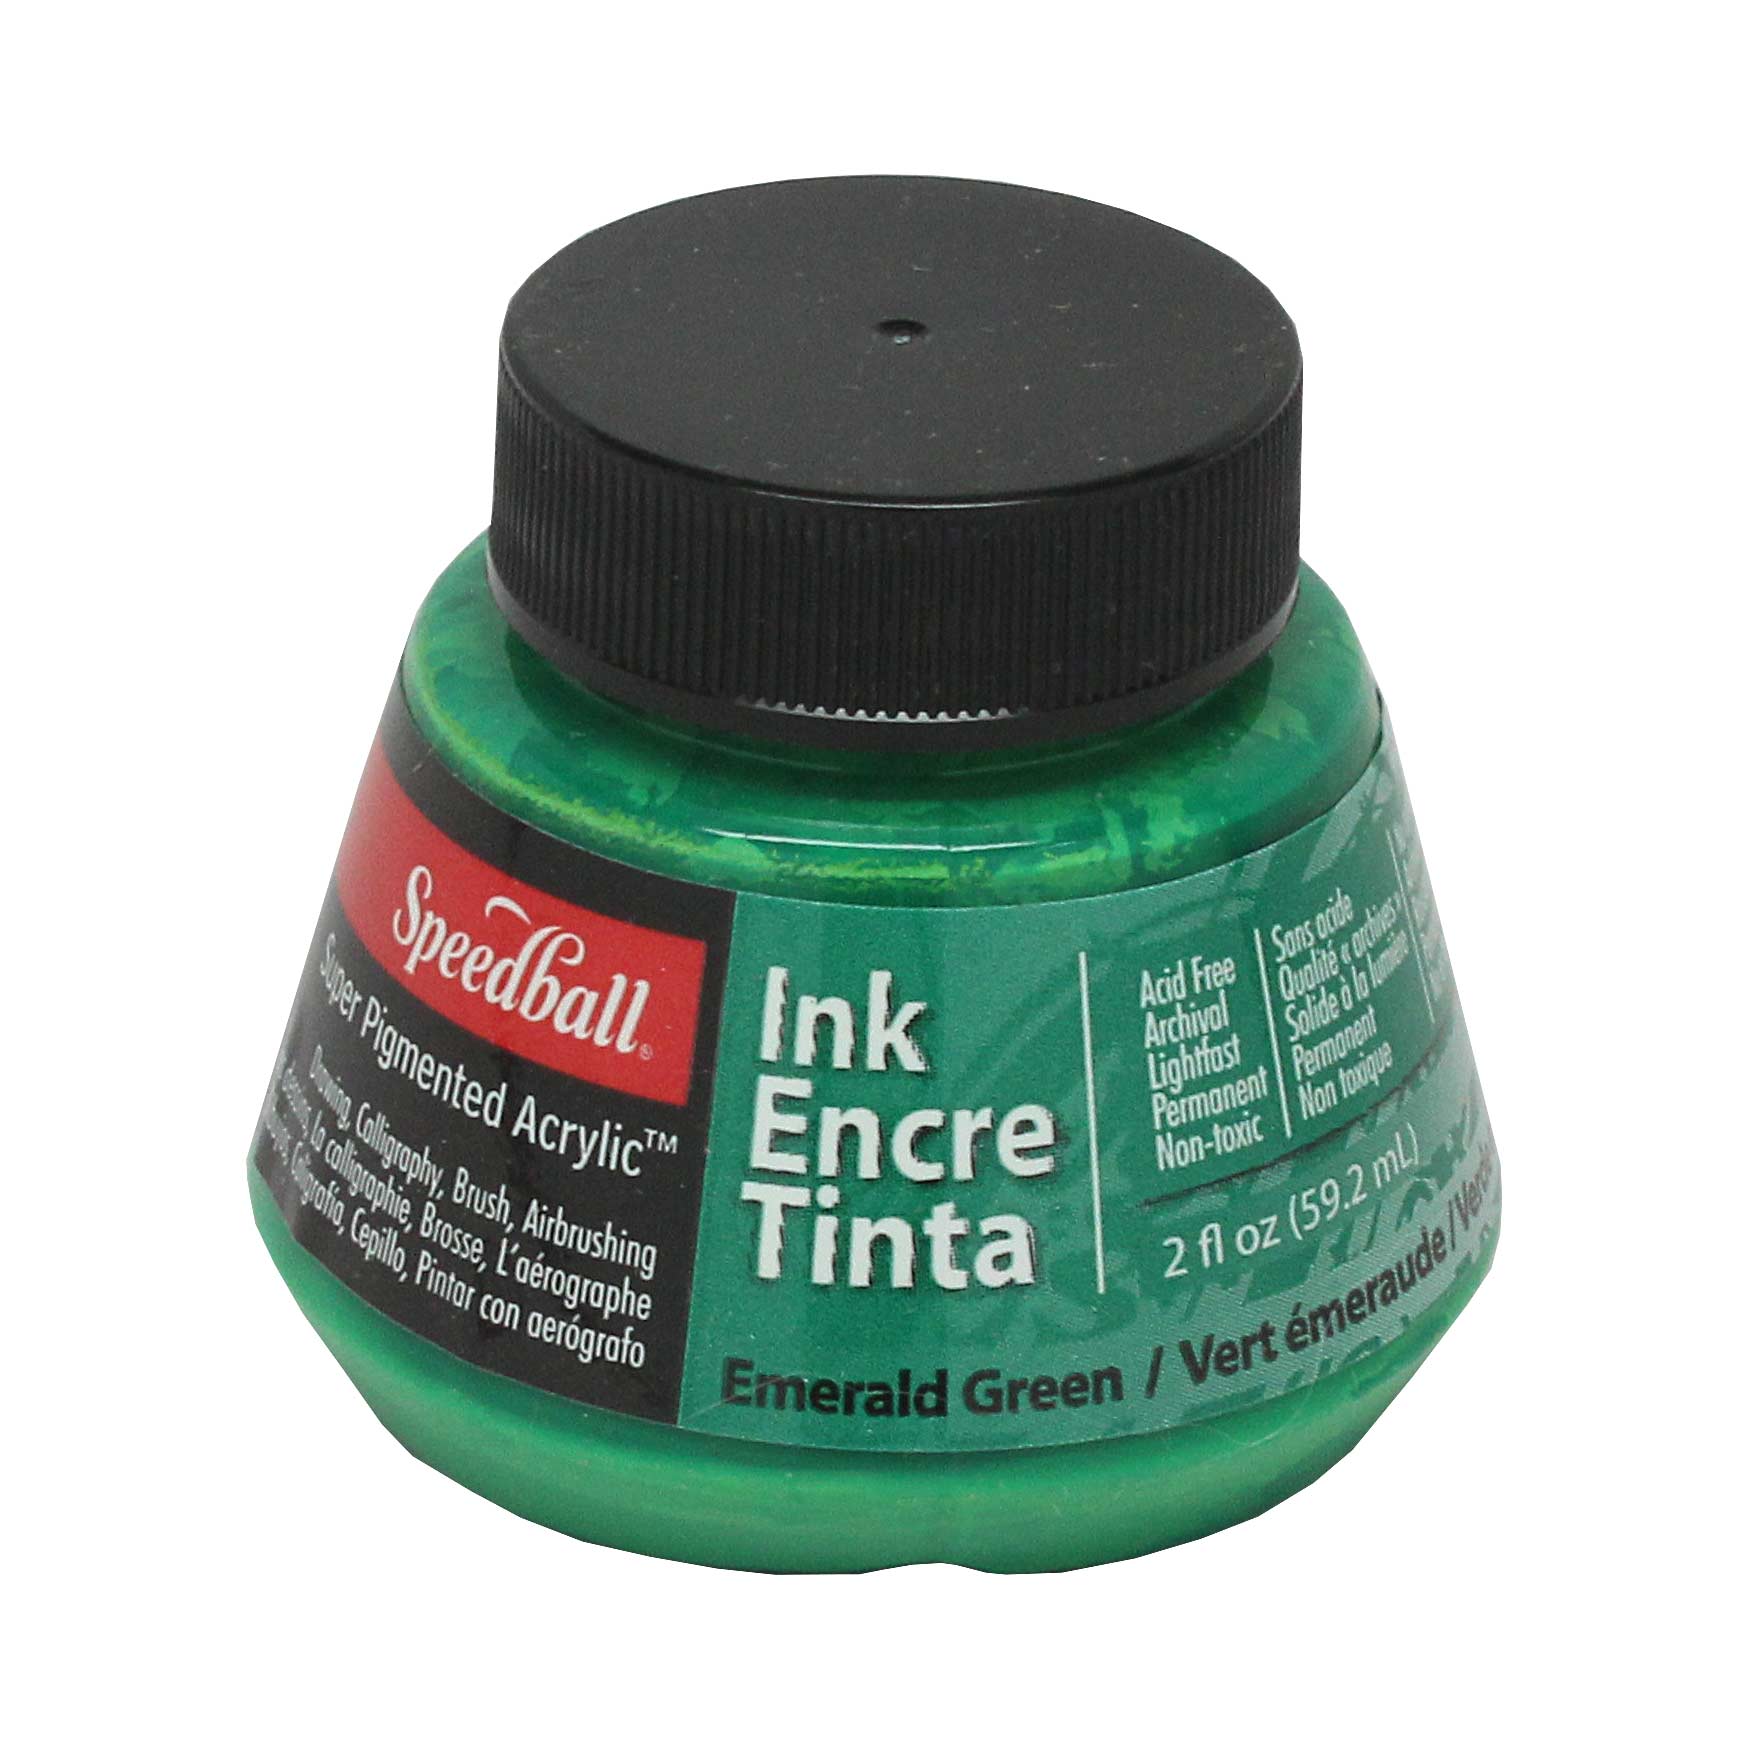 Speedball®
Super Pigmented Acrylic™
Drawing, Calligraphy, Brush, Airbrushing
La calligraphie, Brosse, L'aérographe
Caligrafía, Cepillo, Pintar con aerógrafo
Ink
Encre
Tinta
Acid Free
Archival
Lightfast
Permanent
Non-toxic
Sans acide
Qualité « archives »
Solide à la lumière
Permanent
Non toxique
2 fl oz (59.2 mL)
Emerald Green / Vert émeraude /